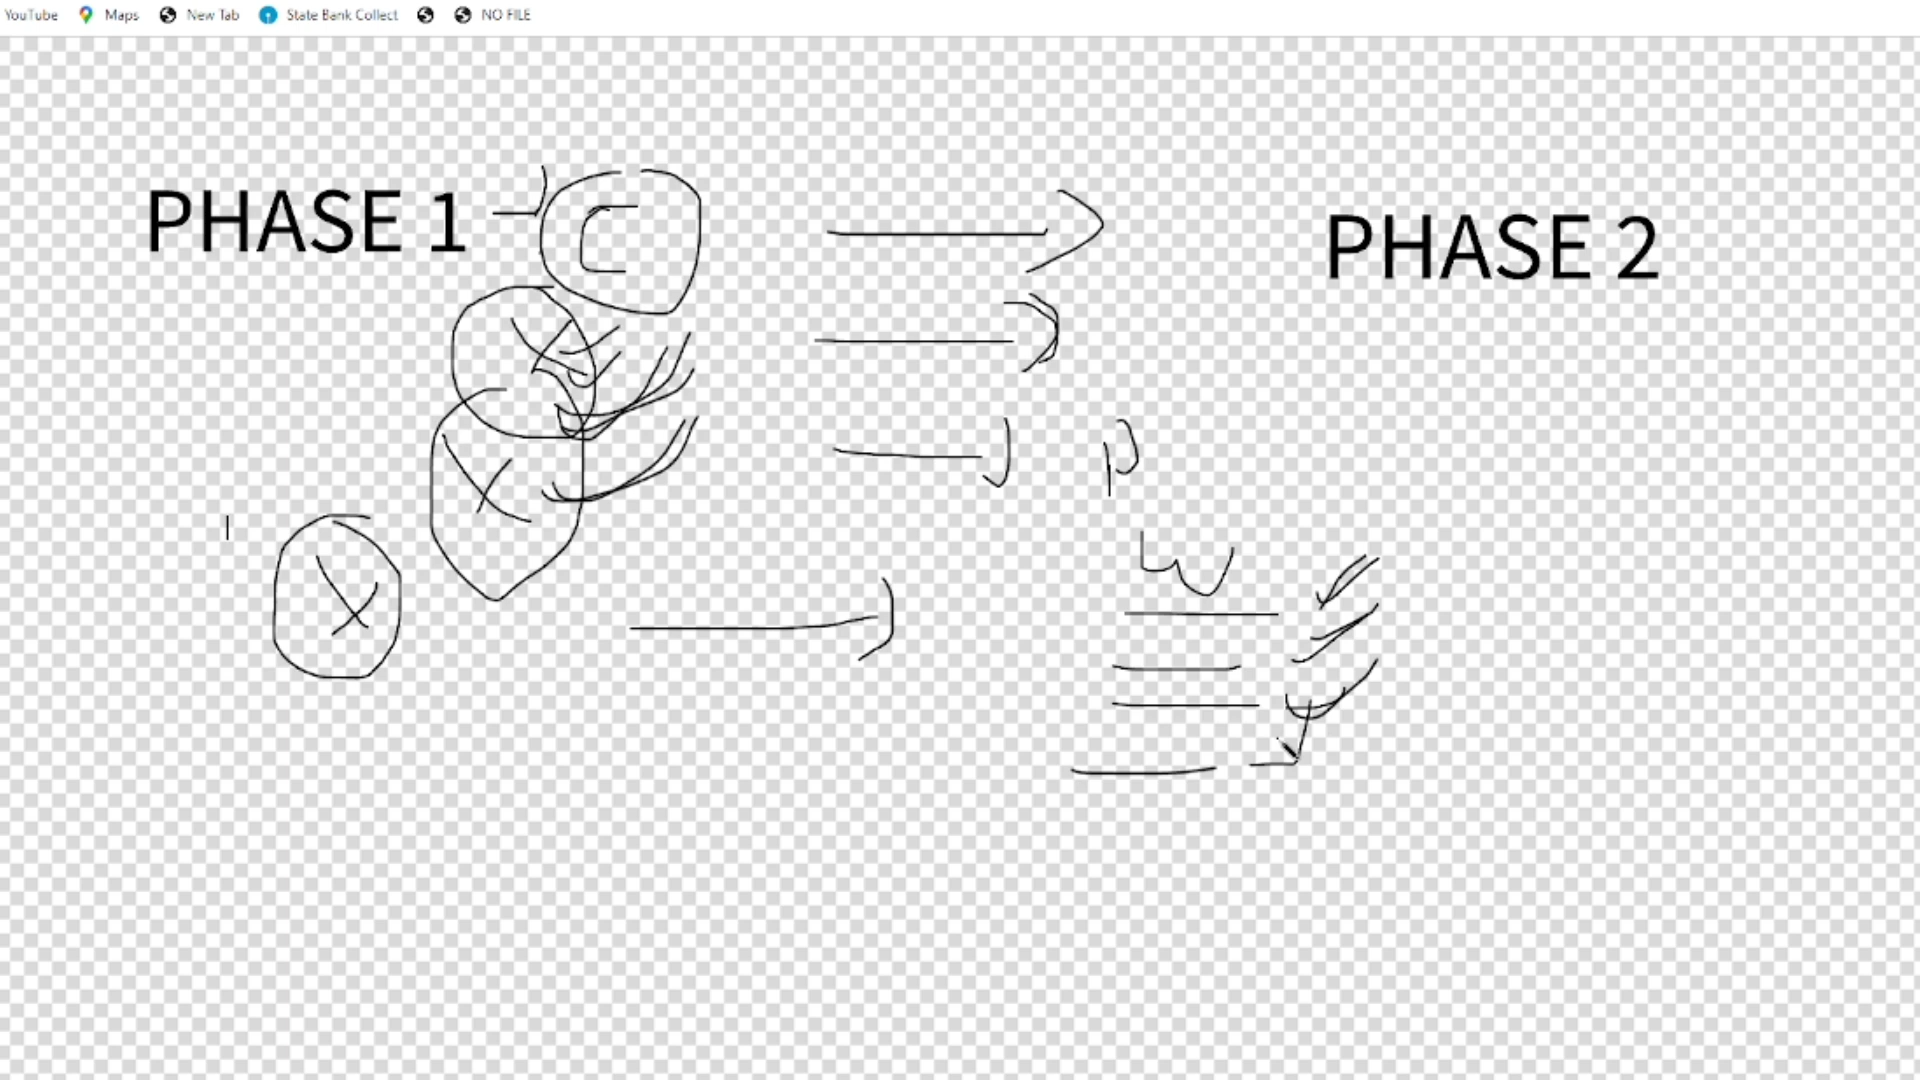 YouTube Maps New Tab State Bank Collect NO FILE
PHASE 1 C PHASE 2
X
X P
X W